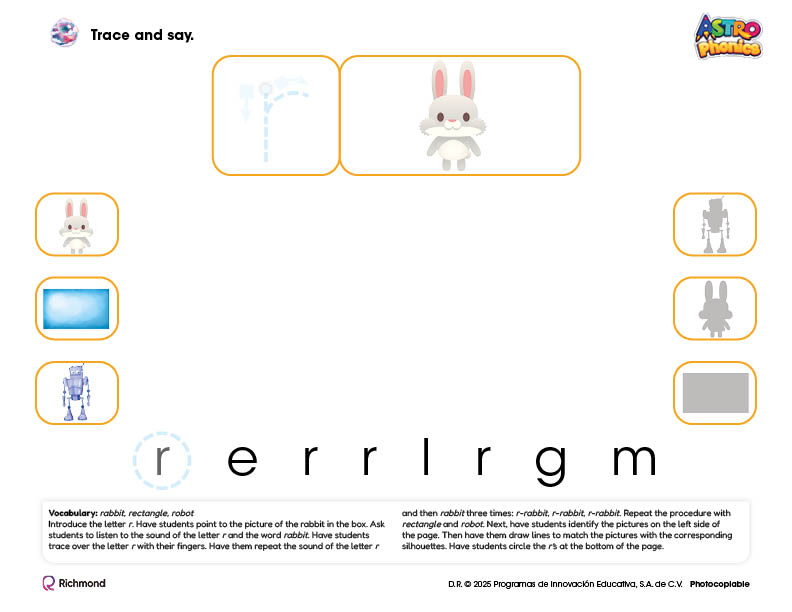 Trace and say.
ASTRO
Phonics
r
r e r r l r g m
Vocabulary: rabbit, rectangle, robot
Introduce the letter r. Have students point to the picture of the rabbit in the box. Ask
students to listen to the sound of the letter r and the word rabbit. Have students
trace over the letter r with their fingers. Have them repeat the sound of the letter r
and then rabbit three times: r-rabbit, r-rabbit, r-rabbit. Repeat the procedure with
rectangle and robot. Next, have students identify the pictures on the left side of
the page. Then have them draw lines to match the pictures with the corresponding
silhouettes. Have students circle the r's at the bottom of the page.
Richmond
D.R. © 2025 Programas de Innovación Educativa, S.A. de C.V. Photocopiable